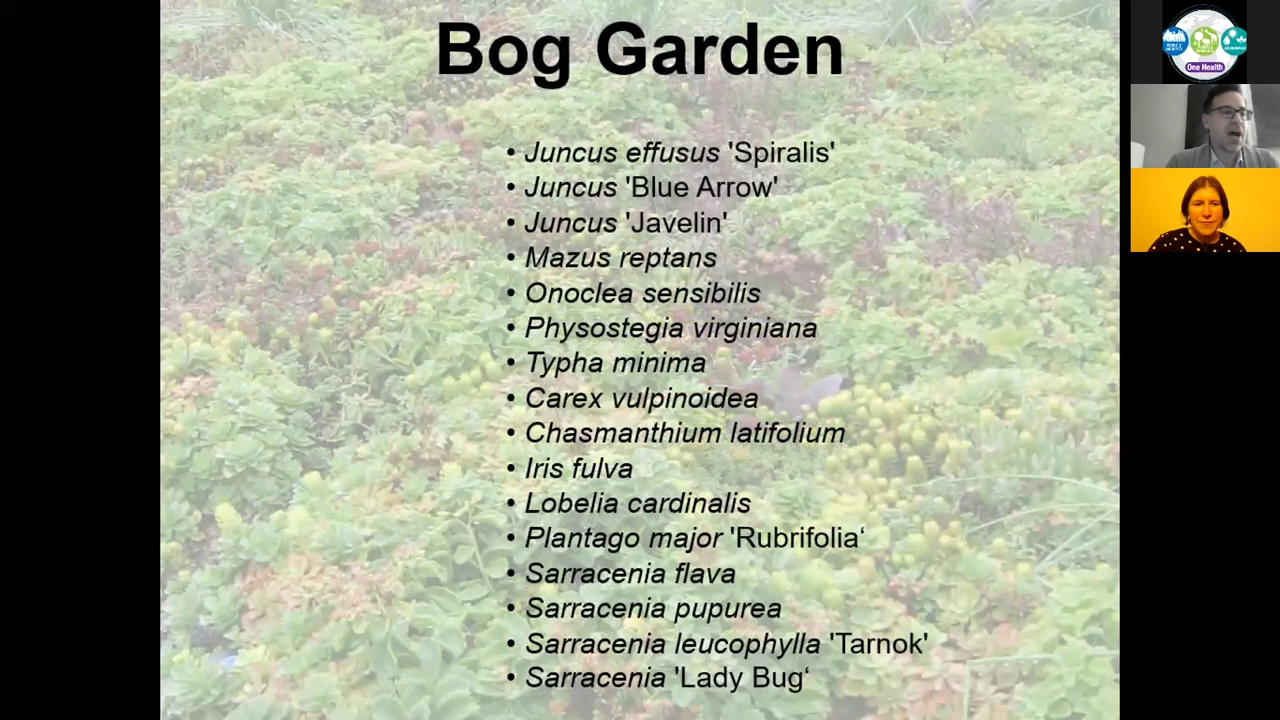 Bog Garden
• Juncus effusus 'Spiralis'
• Juncus 'Blue Arrow'
• Juncus 'Javelin'
• Mazus reptans
• Onoclea sensibilis
• Physostegia virginiana
• Typha minima
• Carex vulpinoidea
• Chasmanthium latifolium
• Iris fulva
• Lobelia cardinalis
• Plantago major 'Rubrifolia‘
• Sarracenia flava
• Sarracenia pupurea
• Sarracenia leucophylla 'Tarnok'
• Sarracenia 'Lady Bug‘
One Health